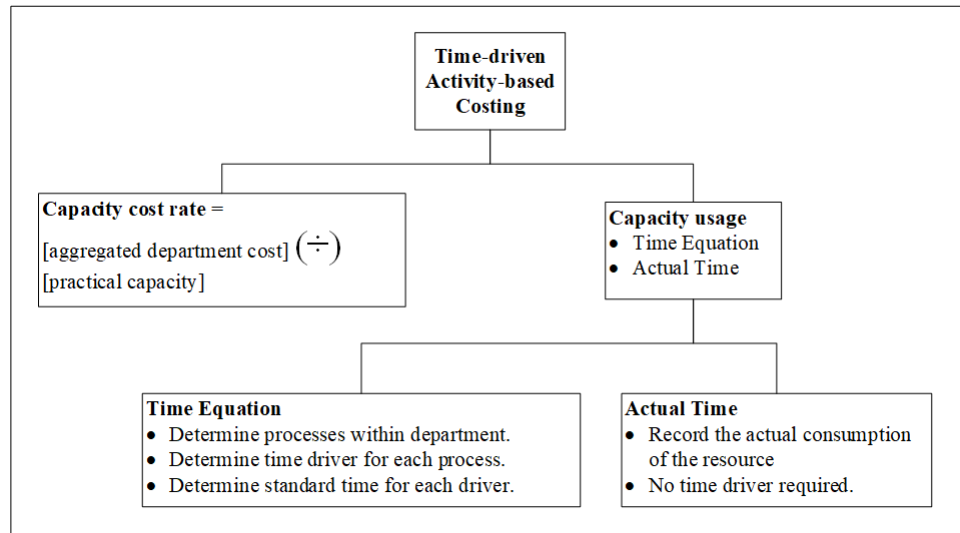 Time-driven
Activity-based
Costing
Capacity cost rate =
[aggregated department cost] (÷)
[practical capacity]
Capacity usage
• Time Equation
• Actual Time
Time Equation
• Determine processes within department.
• Determine time driver for each process.
• Determine standard time for each driver.
Actual Time
• Record the actual consumption
of the resource
• No time driver required.